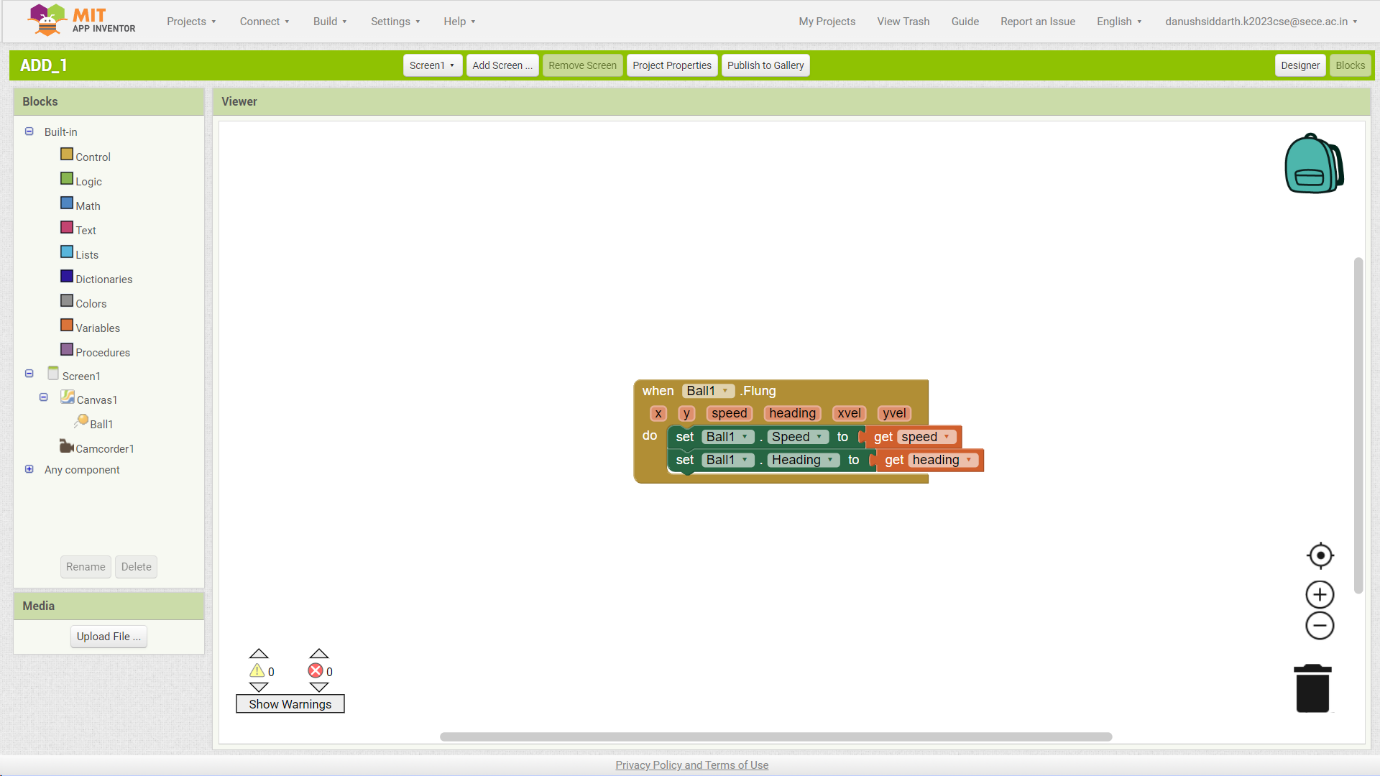 MIT
APP INVENTOR
Projects Connect Build Settings Help My Projects View Trash Guide Report an Issue English danushsiddarth.k2023cse@sece.ac.in
ADD_1 Screen1 Add Screen ... Remove Screen Project Properties Publish to Gallery Designer Blocks
Blocks
Built-in
Control
Logic
Math
Text
Lists
Dictionaries
Colors
Variables
Procedures
Screen1
Canvas1
Ball1
Camcorder1
Any component
Rename Delete
Media
Upload File ...
Viewer
when Ball1 .Flung
x y speed heading xvel yvel
do set Ball1 . Speed to get speed
set Ball1 . Heading to get heading
0 0
Show Warnings
Privacy Policy and Terms of Use